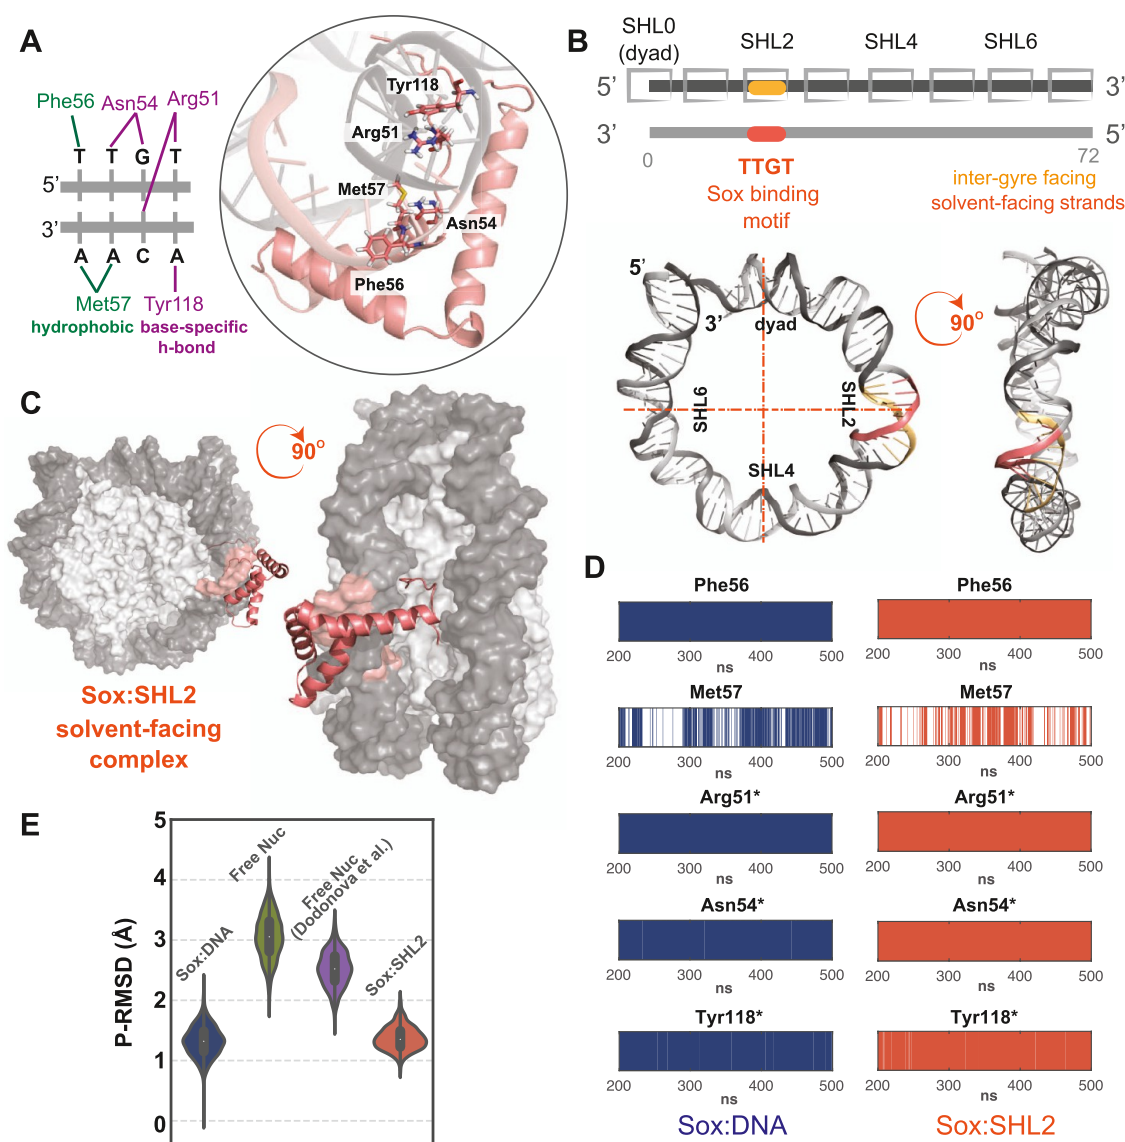 A
Phe56
Asn54
Arg51
T T G T
5’
3’
A A C A
Met57
Tyr118
hydrophobic
base-specific
h-bond
Tyr118
Arg51
Met57
Asn54
Phe56
B
SHL0
(dyad)
SHL2
SHL4
SHL6
5’
3’
3’
5’
0
72
TTGT
Sox binding
motif
inter-gyre facing
solvent-facing strands
5’
3’
dyad
SHL6
SHL2
SHL4
90°
C
90°
Sox:SHL2
solvent-facing
complex
D
Phe56
200 300 400 500
ns
Phe56
200 300 400 500
ns
Met57
200 300 400 500
ns
Met57
200 300 400 500
ns
Arg51*
200 300 400 500
ns
Arg51*
200 300 400 500
ns
Asn54*
200 300 400 500
ns
Asn54*
200 300 400 500
ns
Tyr118*
200 300 400 500
ns
Tyr118*
200 300 400 500
ns
Sox:DNA
Sox:SHL2
E
P-RMSD (Å)
5
4
3
2
1
0
Sox:DNA
Free Nuc
Free Nuc
(Dodonova et al.)
Sox:SHL2